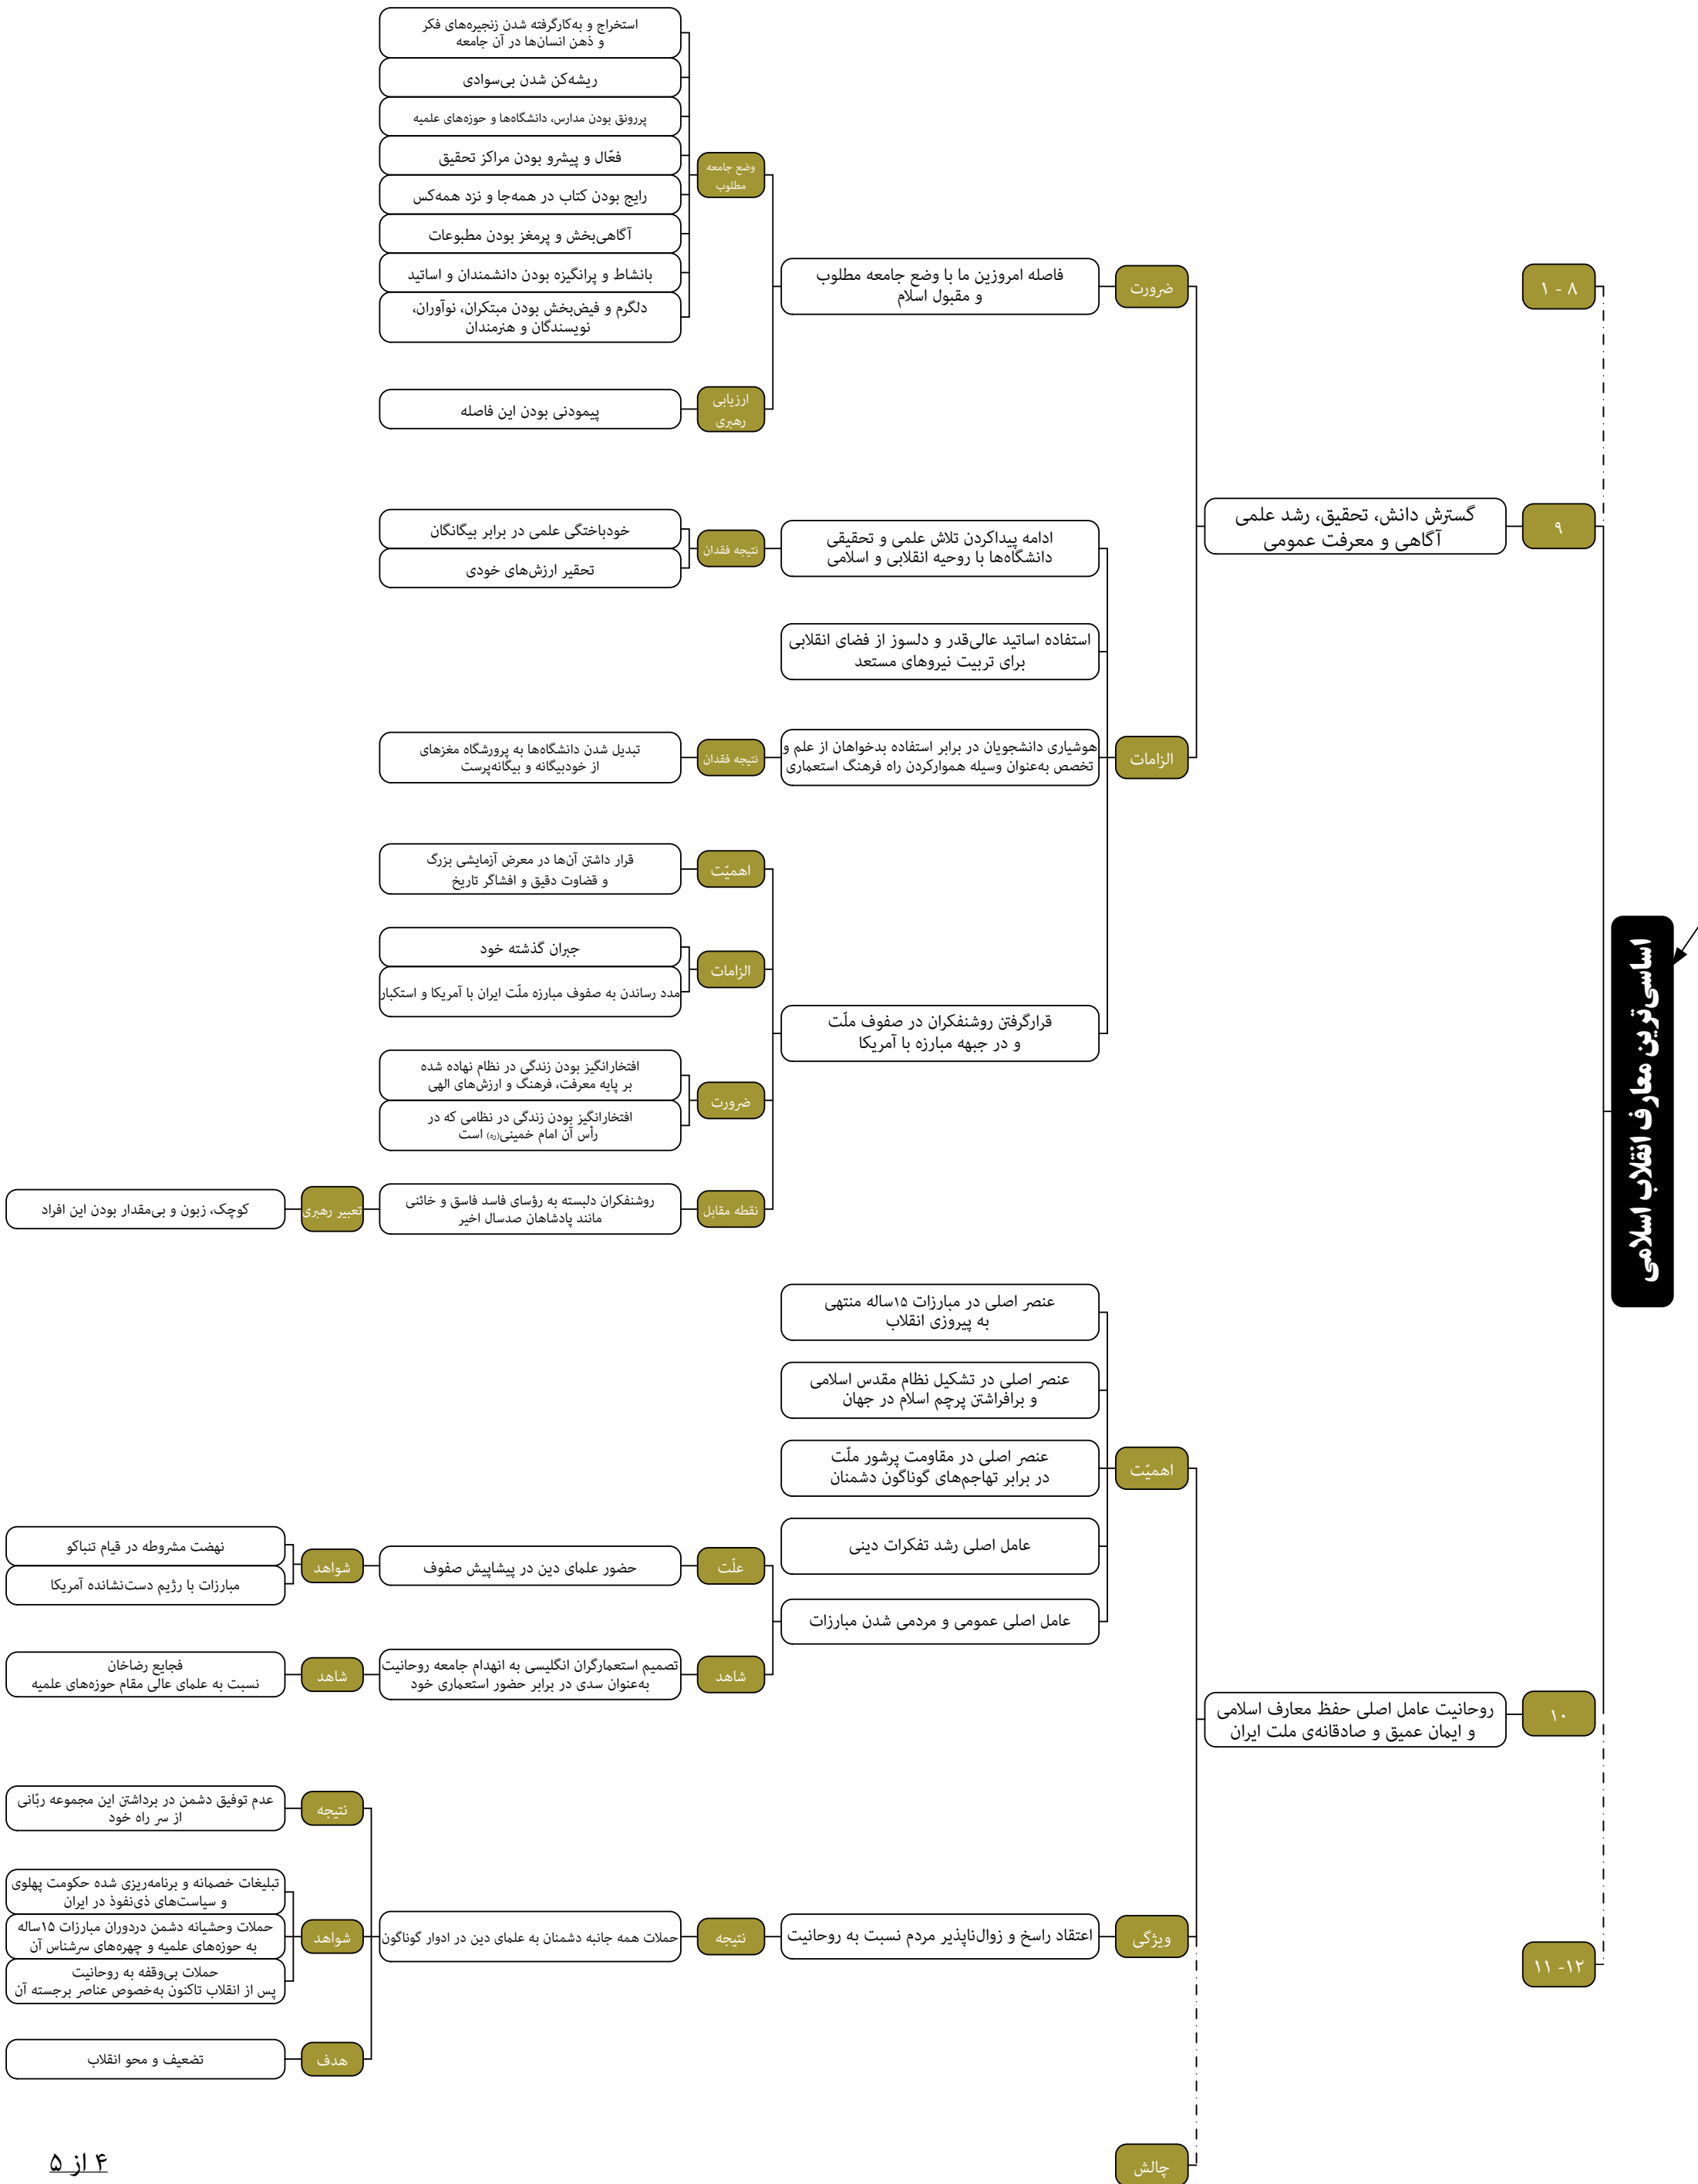 اساسی‌ترین معارف انقلاب اسلامی
۸ - ۱
۹
گسترش دانش، تحقیق، رشد علمی
آگاهی و معرفت عمومی
ضرورت
فاصله امروزین ما با وضع جامعه مطلوب
و مقبول اسلام
وضع جامعه
مطلوب
استخراج و به‌کارگرفته شدن زنجیره‌های فکر
و ذهن انسان‌ها در آن جامعه
ریشه‌کن شدن بی‌سوادی
پررونق بودن مدارس، دانشگاه‌ها و حوزه‌های علمیه
فعّال و پیشرو بودن مراکز تحقیق
رایج بودن کتاب در همه‌جا و نزد همه‌کس
آگاهی‌بخش و پرمغز بودن مطبوعات
بانشاط و پرانگیزه بودن دانشمندان و اساتید
دلگرم و فیض‌بخش بودن مبتکران، نوآوران،
نویسندگان و هنرمندان
ارزیابی
رهبری
پیمودنی بودن این فاصله
الزامات
ادامه پیداکردن تلاش علمی و تحقیقی
دانشگاه‌ها با روحیه انقلابی و اسلامی
نتیجه فقدان
خودباختگی علمی در برابر بیگانگان
تحقیر ارزش‌های خودی
استفاده اساتید عالی‌قدر و دلسوز از فضای انقلابی
برای تربیت نیروهای مستعد
هوشیاری دانشجویان در برابر استفاده بدخواهان از علم و
تخصص به‌عنوان وسیله هموارکردن راه فرهنگ استعماری
نتیجه فقدان
تبدیل شدن دانشگاه‌ها به پرورشگاه مغزهای
از خودبیگانه و بیگانه‌پرست
قرارگرفتن روشنفکران در صفوف ملّت
و در جبهه مبارزه با آمریکا
اهمیّت
قرار داشتن آن‌ها در معرض آزمایشی بزرگ
و قضاوت دقیق و افشاگر تاریخ
الزامات
جبران گذشته خود
مدد رساندن به صفوف مبارزه ملّت ایران با آمریکا و استکبار
ضرورت
افتخارانگیز بودن زندگی در نظام نهاده شده
بر پایه معرفت، فرهنگ و ارزش‌های الهی
افتخارانگیز بودن زندگی در نظامی که در
رأس آن امام خمینی(ره) است
نقطه مقابل
روشنفکران دلبسته به رؤسای فاسد فاسق و خائنی
مانند پادشاهان صدسال اخیر
تعبیر رهبری
کوچک، زبون و بی‌مقدار بودن این افراد
۱۰
روحانیت عامل اصلی حفظ معارف اسلامی
و ایمان عمیق و صادقانه‌ی ملت ایران
اهمیّت
عنصر اصلی در مبارزات ۱۵ساله منتهی
به پیروزی انقلاب
عنصر اصلی در تشکیل نظام مقدس اسلامی
و برافراشتن پرچم اسلام در جهان
عنصر اصلی در مقاومت پرشور ملّت
در برابر تهاجم‌های گوناگون دشمنان
عامل اصلی رشد تفکرات دینی
عامل اصلی عمومی و مردمی شدن مبارزات
علّت
حضور علمای دین در پیشاپیش صفوف
شواهد
نهضت مشروطه در قیام تنباکو
مبارزات با رژیم دست‌نشانده آمریکا
شاهد
تصمیم استعمارگران انگلیسی به انهدام جامعه روحانیت
به‌عنوان سدی در برابر حضور استعماری خود
شاهد
فجایع رضاخان
نسبت به علمای عالی مقام حوزه‌های علمیه
ویژگی
اعتقاد راسخ و زوال‌ناپذیر مردم نسبت به روحانیت
نتیجه
حملات همه جانبه دشمنان به علمای دین در ادوار گوناگون
نتیجه
عدم توفیق دشمن در برداشتن این مجموعه ربّانی
از سر راه خود
شواهد
تبلیغات خصمانه و برنامه‌ریزی شده حکومت پهلوی
و سیاست‌های ذی‌نفوذ در ایران
حملات وحشیانه دشمن دردوران مبارزات ۱۵ساله
به حوزه‌های علمیه و چهره‌های سرشناس آن
حملات بی‌وقفه به روحانیت
پس از انقلاب تاکنون به‌خصوص عناصر برجسته آن
هدف
تضعیف و محو انقلاب
چالش
۱۲- ۱۱
۴ از ۵